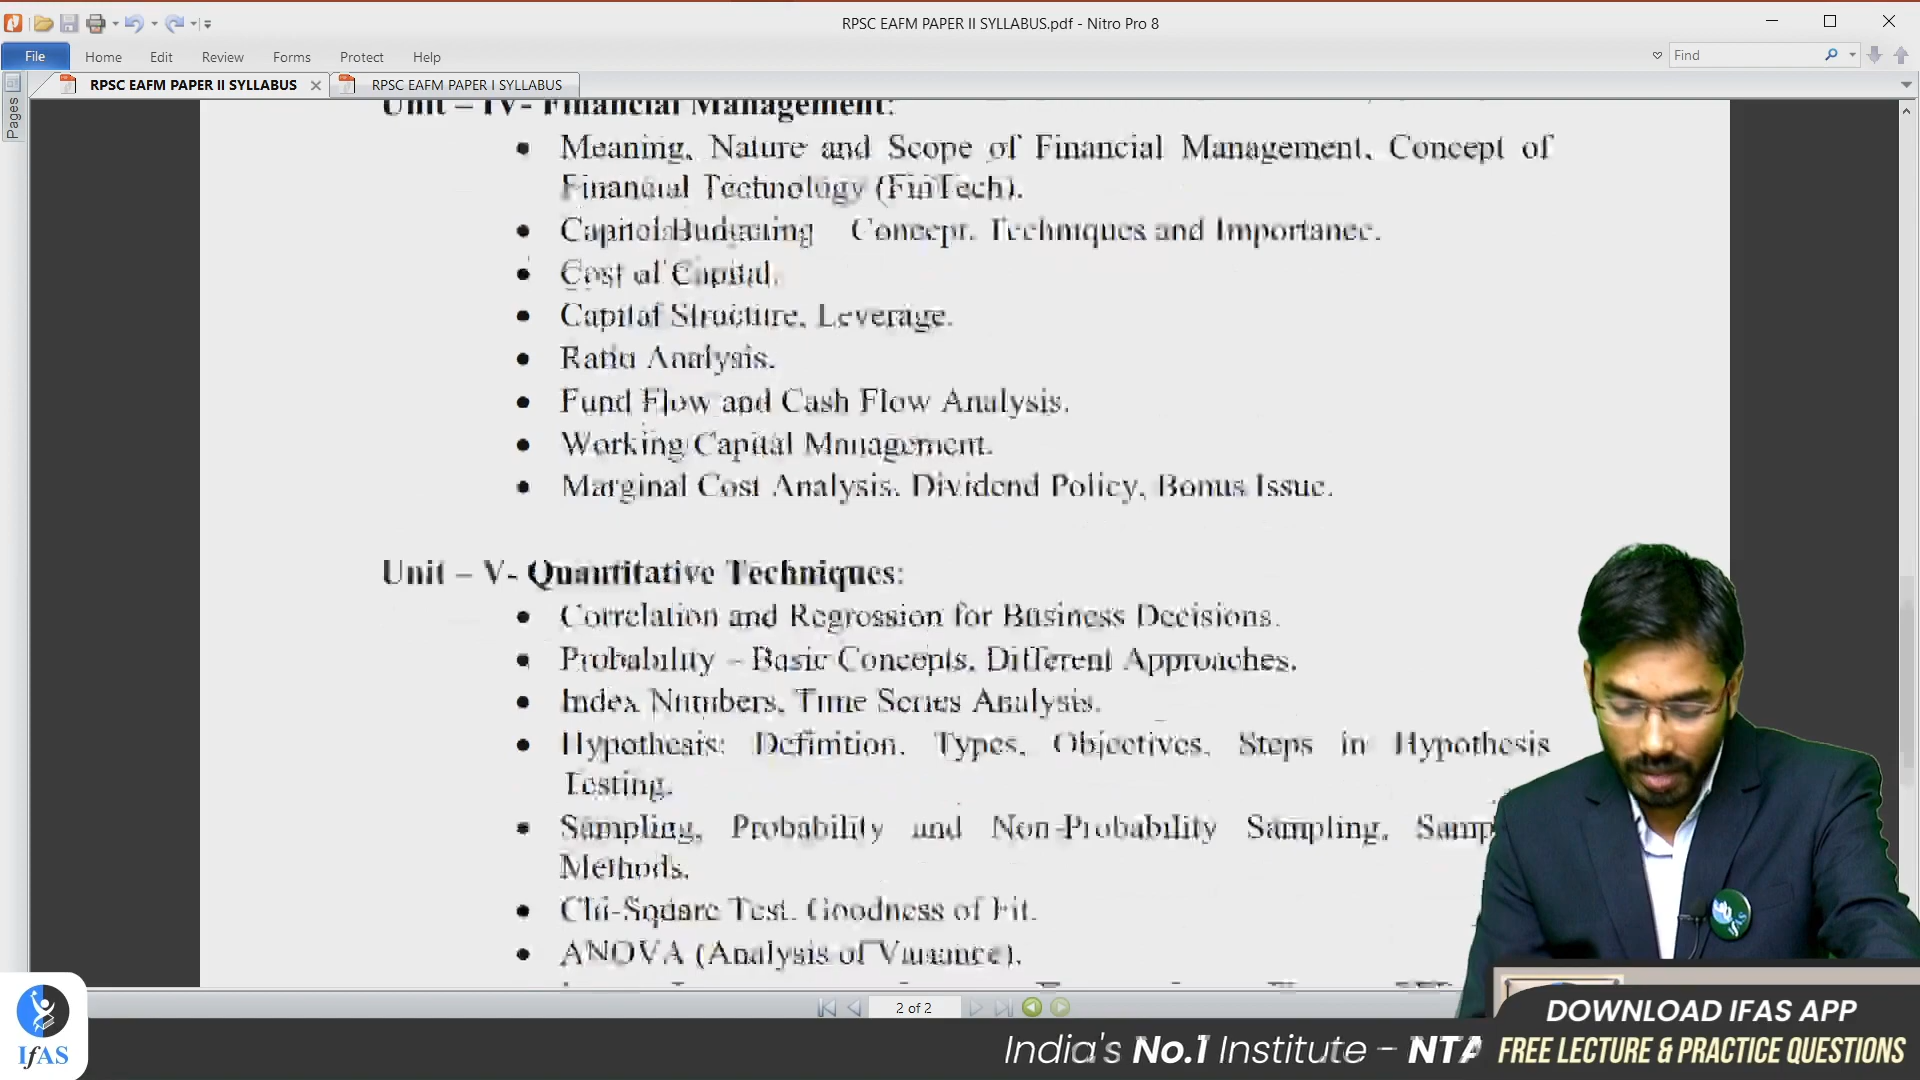 RPSC EAFM PAPER II SYLLABUS.pdf - Nitro Pro 8
File Home Edit Review Forms Protect Help
Find
RPSC EAFM PAPER II SYLLABUS
RPSC EAFM PAPER I SYLLABUS
Pages
Unit – IV- Financial Management:
• Meaning, Nature and Scope of Financial Management, Concept of
Financial Technology (FinTech).
• Capital Budgeting Concept, Techniques and Importance.
• Cost of Capital.
• Capital Structure, Leverage.
• Ratio Analysis.
• Fund Flow and Cash Flow Analysis.
• Working Capital Management.
• Marginal Cost Analysis, Dividend Policy, Bonus Issue.
Unit – V- Quantitative Techniques:
• Correlation and Regression for Business Decisions.
• Probability – Basic Concepts, Different Approaches.
• Index Numbers, Time Series Analysis.
• Hypothesis: Definition, Types, Objectives, Steps in Hypothesis
Testing.
• Sampling, Probability and Non-Probability Sampling, Samp
Methods.
• Chi-Square Test, Goodness of Fit.
• ANOVA (Analysis of Variance).
2 of 2
IfAS
DOWNLOAD IFAS APP
India's No.1 Institute - NTA
FREE LECTURE & PRACTICE QUESTIONS